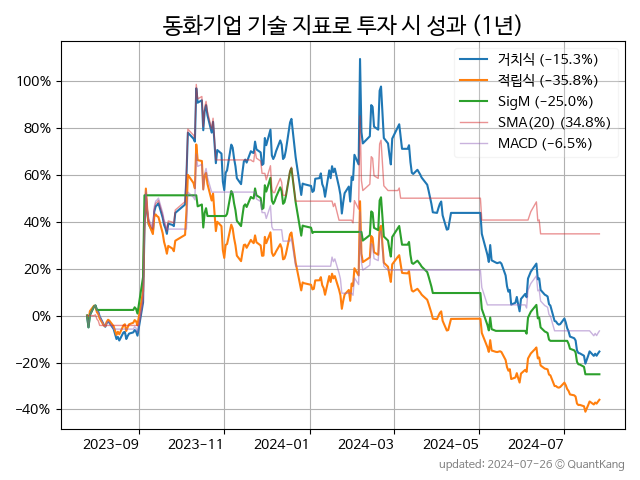 동화기업 기술 지표로 투자 시 성과 (1년)
거치식 (−15.3%)
적립식 (−35.8%)
SigM (−25.0%)
SMA(20) (34.8%)
MACD (−6.5%)
100%
80%
60%
40%
20%
0%
−20%
−40%
2023−09
2023−11
2024−01
2024−03
2024−05
2024−07
updated: 2024-07-26 © QuantKang